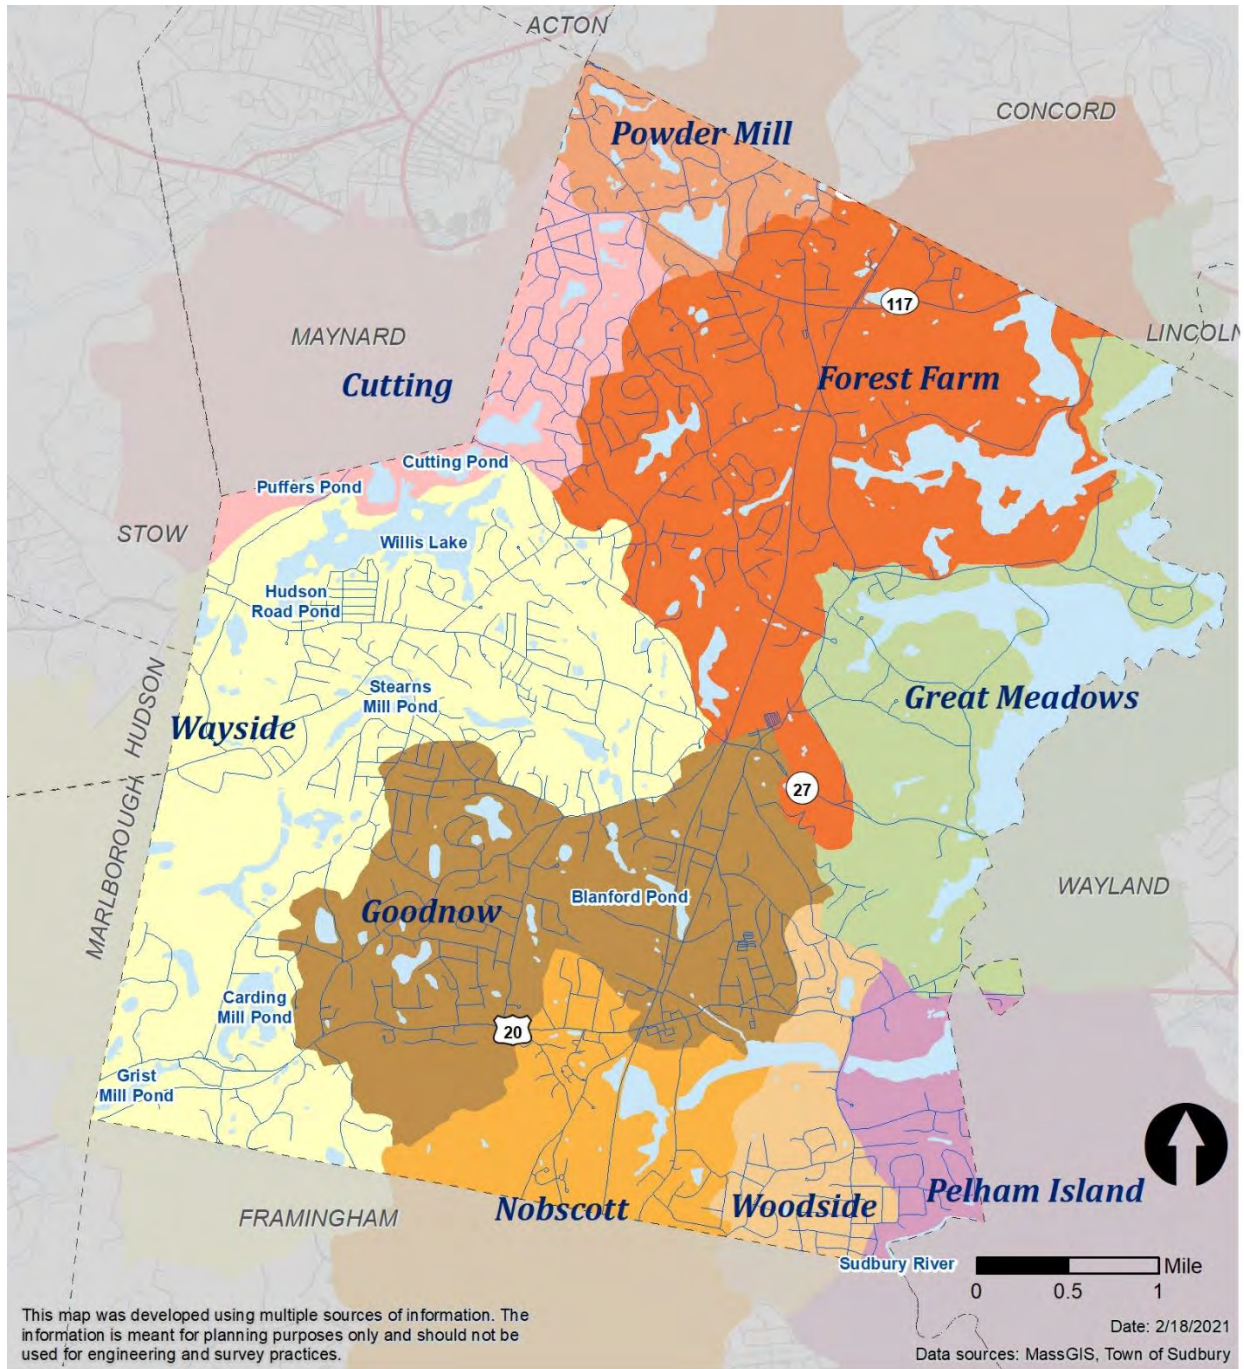 ACTON
CONCORD
Powder Mill
117
LINCOLN
MAYNARD
Forest Farm
Cutting
Cutting Pond
Puffers Pond
STOW
Willis Lake
Hudson
Road Pond
Stearns
Mill Pond
Great Meadows
HUDSON
Wayside
27
MARLBOROUGH
WAYLAND
Blanford Pond
Goodnow
Carding
Mill Pond
20
Grist
Mill Pond
Pelham Island
Nobscott
Woodside
FRAMINGHAM
Sudbury River
Mile
0 0.5 1
This map was developed using multiple sources of information. The
information is meant for planning purposes only and should not be
used for engineering and survey practices.
Date: 2/18/2021
Data sources: MassGIS, Town of Sudbury